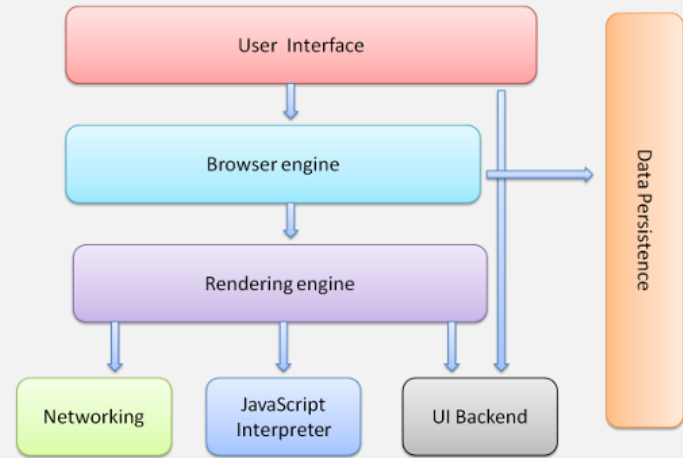 User Interface
Browser engine
Rendering engine
Networking
JavaScript
Interpreter
UI Backend
Data Persistence